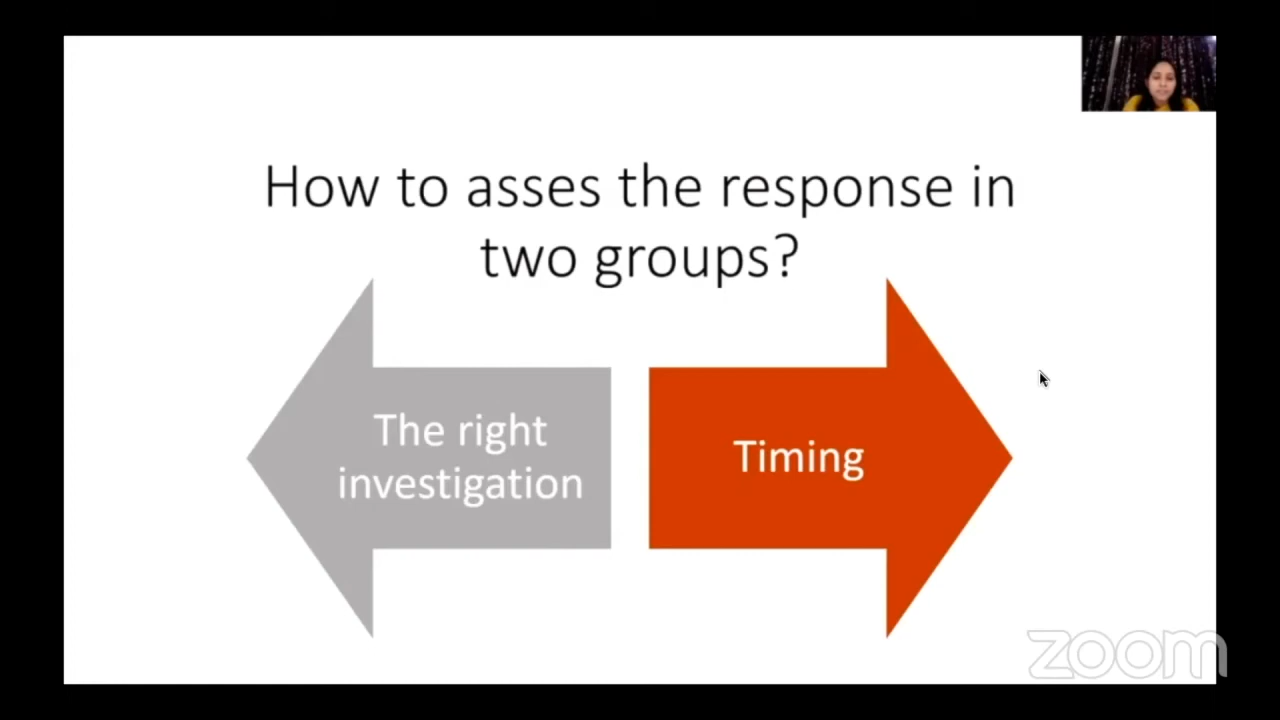 How to asses the response in
two groups?
The right
investigation
Timing
zoom